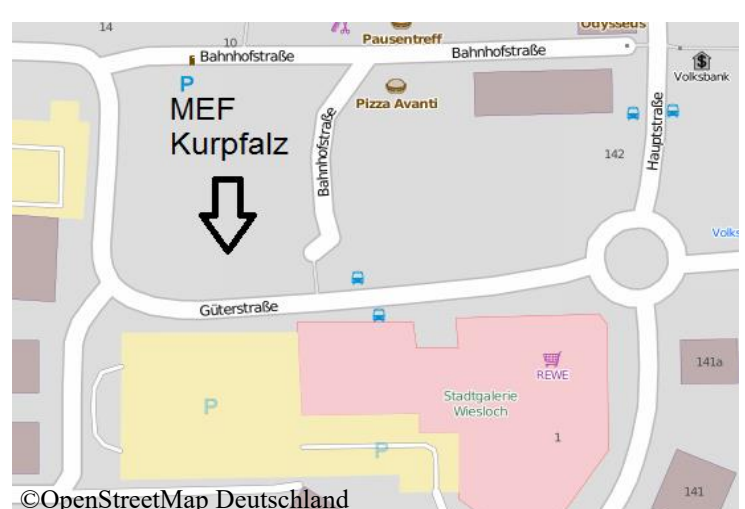 14
10
Bahnhofstraße
Pausentreff
Bahnhofstraße
Odysseus
Volksbank
P
MEF
Kurpfalz
Pizza Avanti
Bahnhofstraße
142
Hauptstraße
Volks
Güterstraße
REWE
Stadtgalerie
Wiesloch
P
P
1
141a
141
©OpenStreetMap Deutschland